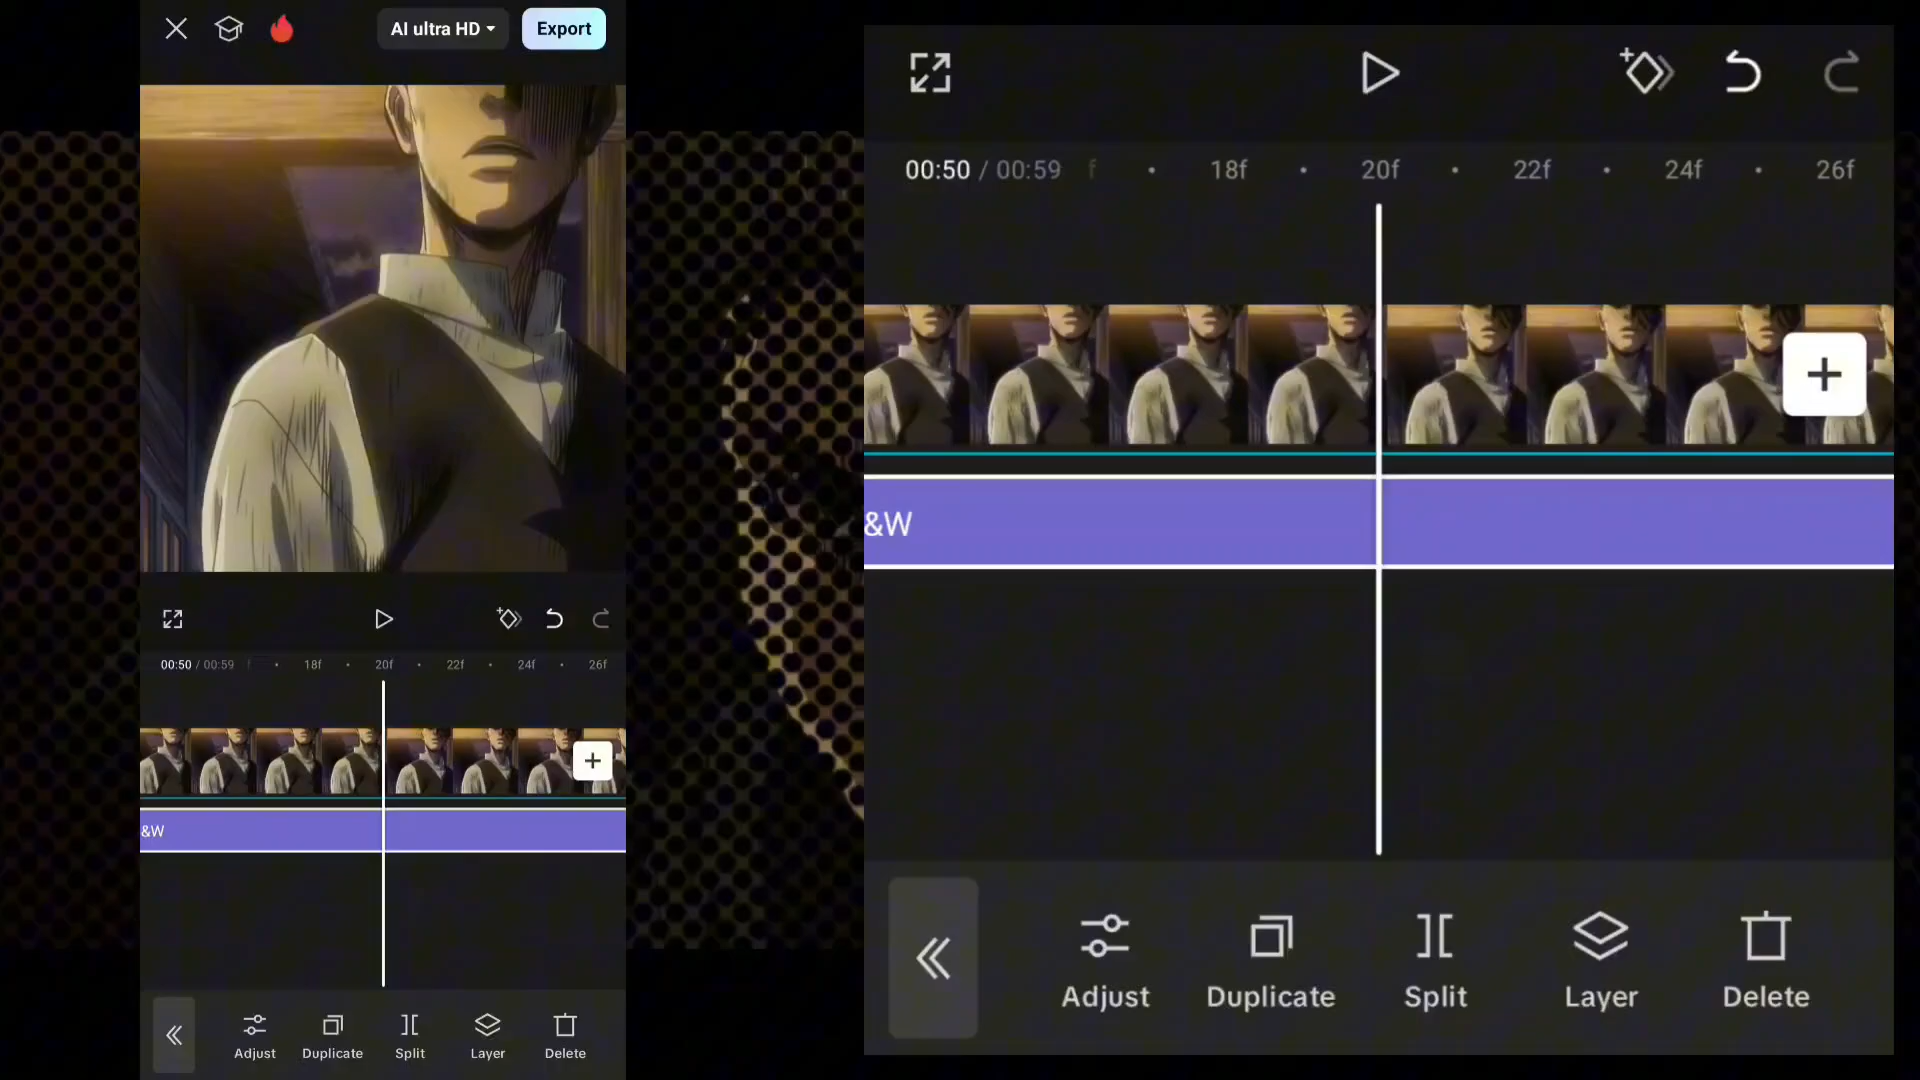 AI ultra HD
Export
00:50 / 00:59 f 18f 20f 22f 24f 26f
&W
Adjust Duplicate Split Layer Delete
00:50 / 00:59 f 18f 20f 22f 24f 26f
&W
Adjust Duplicate Split Layer Delete